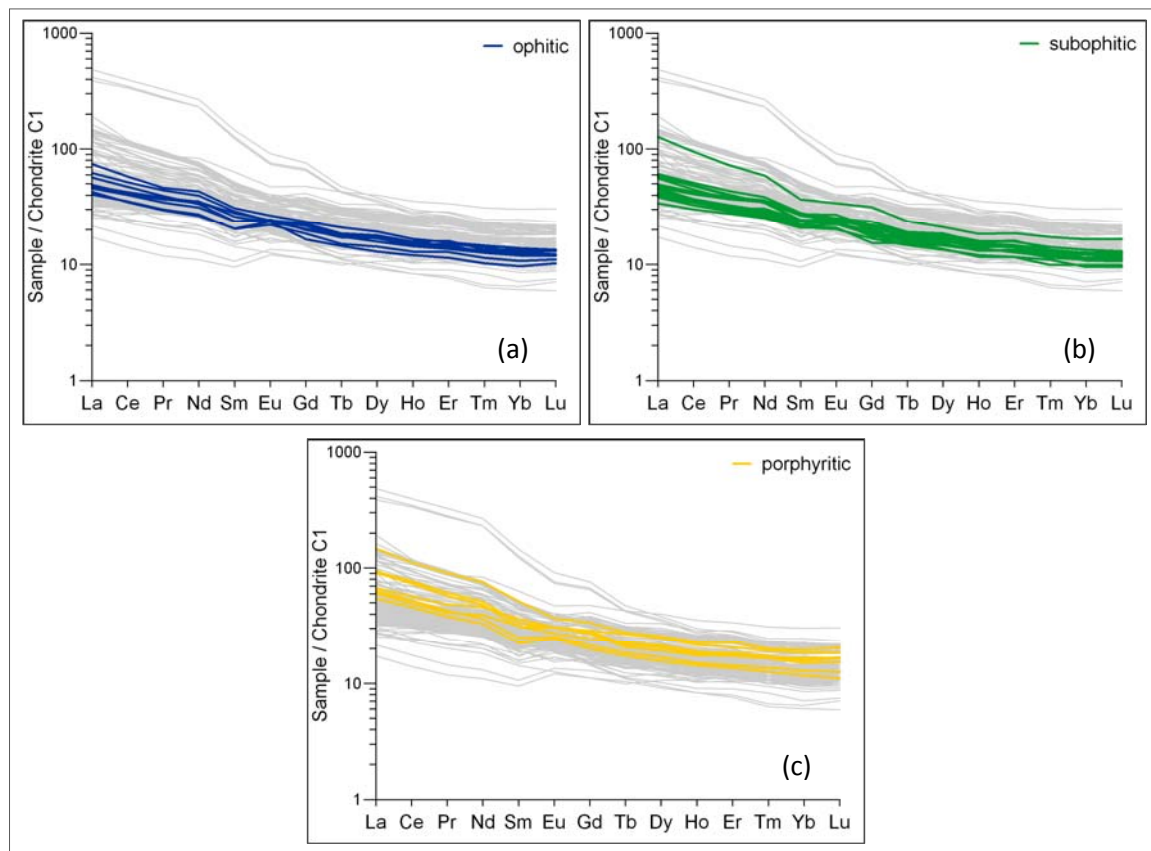 1000
100
10
1
Sample / Chondrite C1
ophitic
(a)
La Ce Pr Nd Sm Eu Gd Tb Dy Ho Er Tm Yb Lu
1000
100
10
1
Sample / Chondrite C1
subophitic
(b)
La Ce Pr Nd Sm Eu Gd Tb Dy Ho Er Tm Yb Lu
1000
100
10
1
Sample / Chondrite C1
porphyritic
(c)
La Ce Pr Nd Sm Eu Gd Tb Dy Ho Er Tm Yb Lu